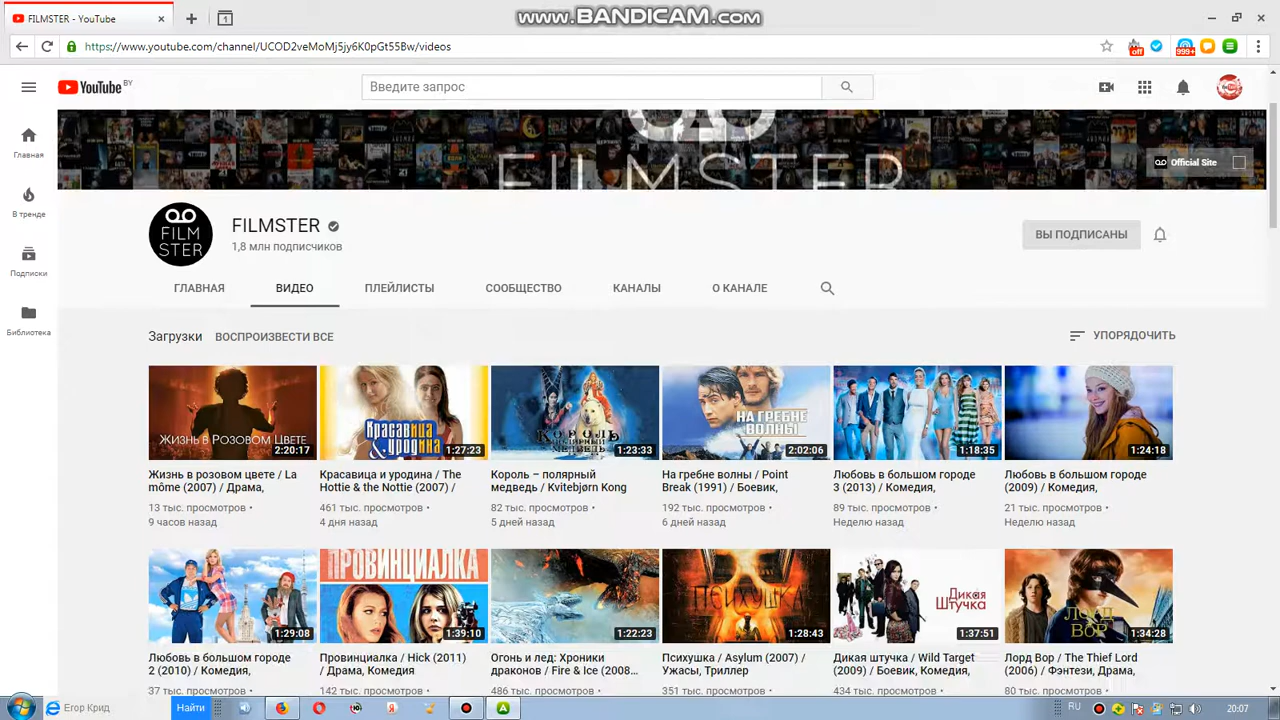 FILMSTER - YouTube
1
www.BANDICAM.com
https://www.youtube.com/channel/UCOD2veMoMj5jy6K0pGt55Bw/videos
off
999+
YouTube BY
Введите запрос
FILMSTER
Official Site
Главная
В тренде
Подписки
Библиотека
FILM
STER
FILMSTER
1,8 млн подписчиков
ВЫ ПОДПИСАНЫ
ГЛАВНАЯ
ВИДЕО
ПЛЕЙЛИСТЫ
СООБЩЕСТВО
КАНАЛЫ
О КАНАЛЕ
Загрузки
ВОСПРОИЗВЕСТИ ВСЕ
УПОРЯДОЧИТЬ
ЖИЗНЬ В РОЗОВОМ ЦВЕТЕ
2:20:17
Жизнь в розовом цвете / La
môme (2007) / Драма,
13 тыс. просмотров •
9 часов назад
Красавица
& уродина
1:27:23
Красавица и уродина / The
Hottie & the Nottie (2007) /
461 тыс. просмотров •
4 дня назад
КОРОЛЬ
ПОЛЯРНЫЙ
МЕДВЕДЬ
1:23:33
Король – полярный
медведь / Kvitebjørn Kong
82 тыс. просмотров •
5 дней назад
НА ГРЕБНЕ
ВОЛНЫ
2:02:06
На гребне волны / Point
Break (1991) / Боевик,
192 тыс. просмотров •
6 дней назад
1:18:35
Любовь в большом городе
3 (2013) / Комедия,
89 тыс. просмотров •
Неделю назад
1:24:18
Любовь в большом городе
(2009) / Комедия,
21 тыс. просмотров •
Неделю назад
1:29:08
Любовь в большом городе
2 (2010) / Комедия,
37 тыс. просмотров •
ПРОВИНЦИАЛКА
1:39:10
Провинциалка / Hick (2011)
/ Драма, комедия
142 тыс. просмотров •
1:22:23
Огонь и лед: Хроники
драконов / Fire & Ice (2008...
486 тыс. просмотров •
ПСИХУШКА
1:28:43
Психушка / Asylum (2007) /
Ужасы, Триллер
351 тыс. просмотров •
Дикая
Штучка
1:37:51
Дикая штучка / Wild Target
(2009) / Боевик, Комедия,
434 тыс. просмотров •
ЛОРД
ВОР
1:34:28
Лорд Вор / The Thief Lord
(2006) / Фэнтези, Драма,
80 тыс. просмотров •
Егор Крид
Найти
RU
20:07